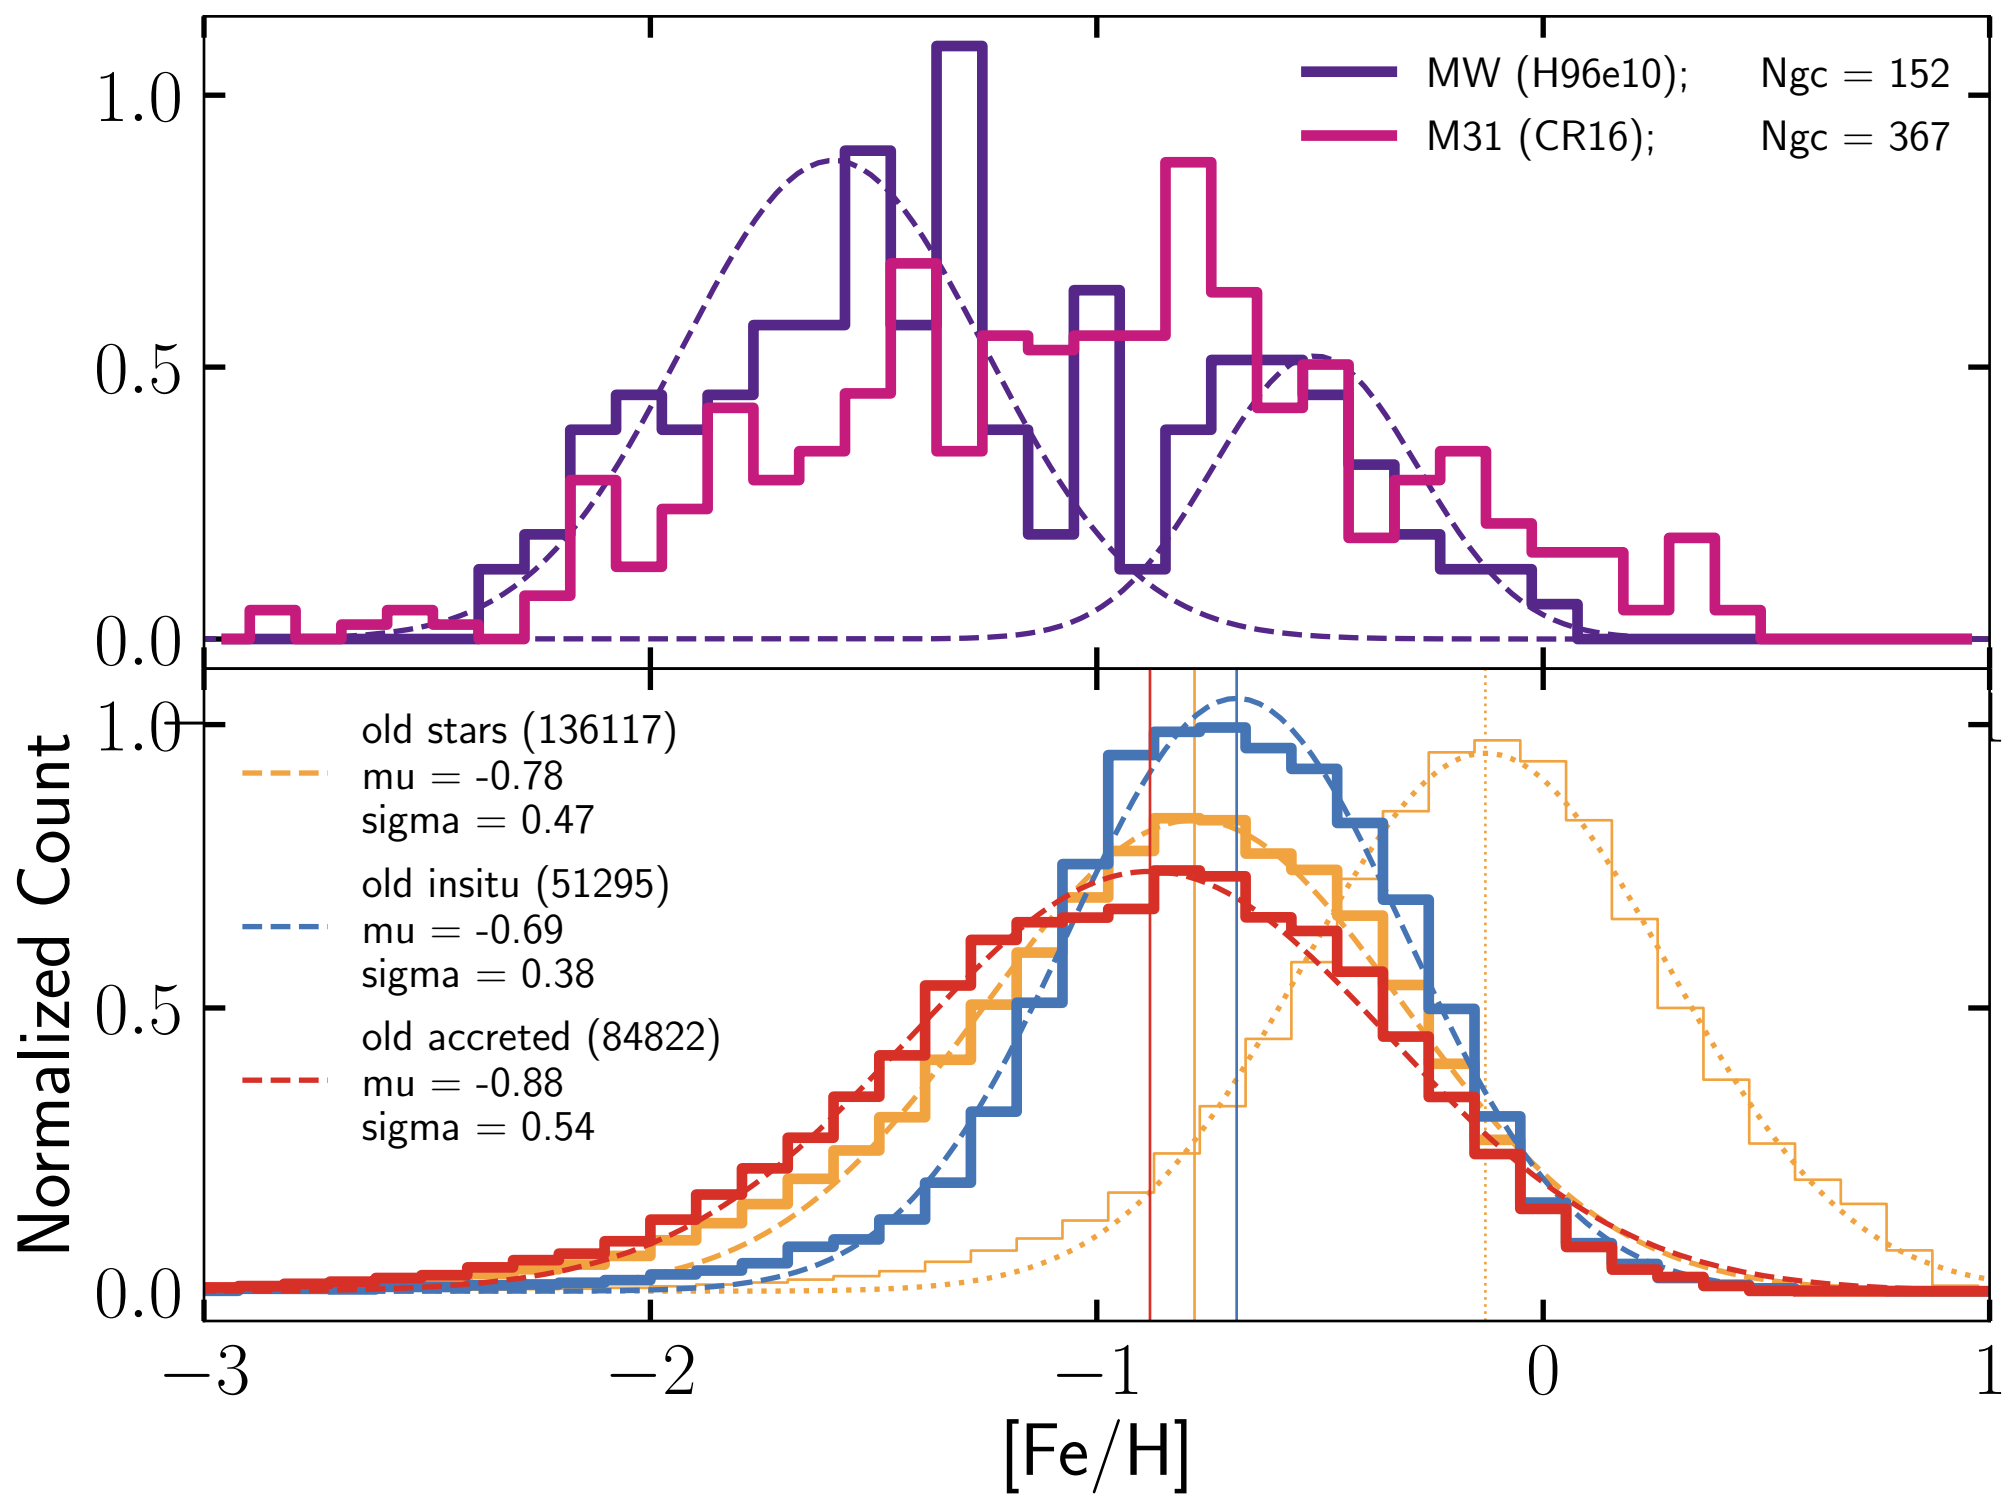 MW (H96e10); Ngc = 152
M31 (CR16); Ngc = 367
1.0
0.5
0.0
old stars (136117)
mu = -0.78
sigma = 0.47
old insitu (51295)
mu = -0.69
sigma = 0.38
old accreted (84822)
mu = -0.88
sigma = 0.54
1.0
0.5
0.0
Normalized Count
−3 −2 −1 0 1
[Fe/H]